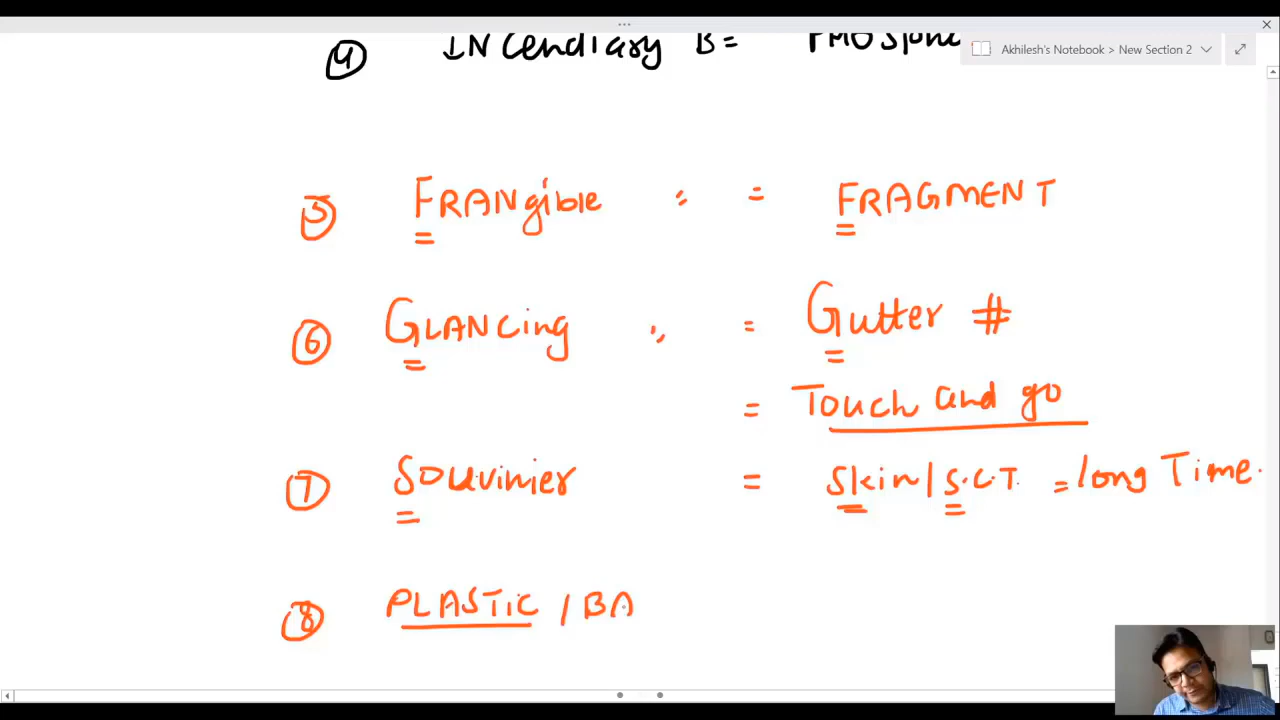 Akhilesh's Notebook > New Section 2
4 INCendiary B=
5 FRANgible " = FRAGMENT
6 GLANCing " = Gutter #
= Touch and go
7 Souvinier = Skin/S.C.T. = long Time.
8 PLASTIC / BA